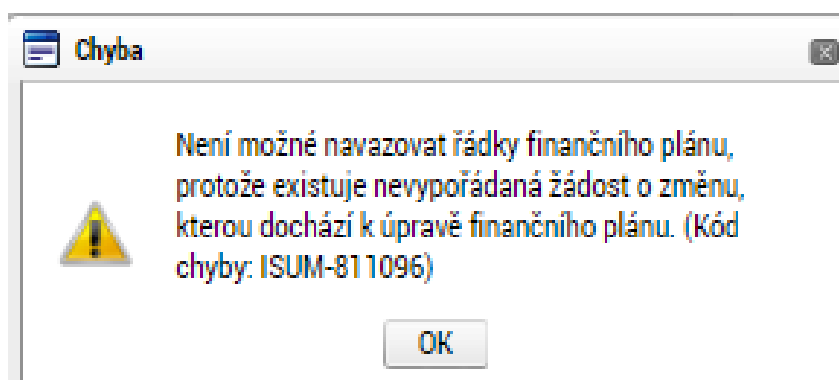 Chyba
Není možné navazovat řádky finančního plánu,
protože existuje nevypořádaná žádost o změnu,
kterou dochází k úpravě finančního plánu. (Kód
chyby: ISUM-811096)
OK